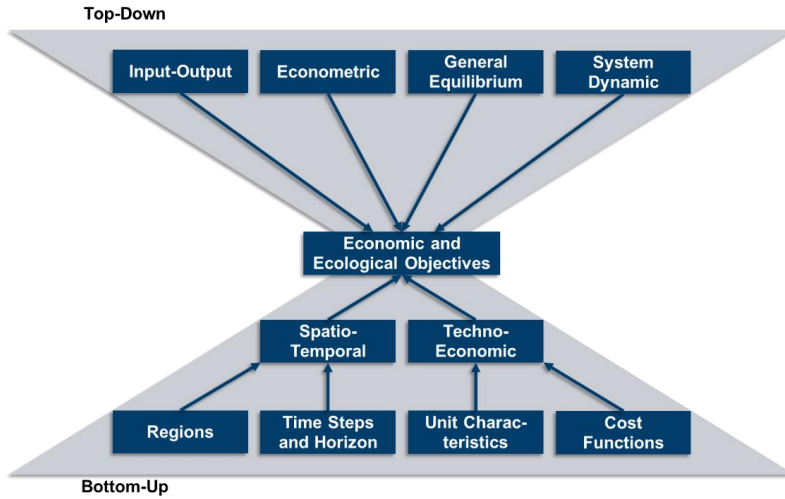 Top-Down
Input-Output
Econometric
General
Equilibrium
System
Dynamic
Economic and
Ecological Objectives
Spatio-
Temporal
Techno-
Economic
Regions
Time Steps
and Horizon
Unit Charac-
teristics
Cost
Functions
Bottom-Up